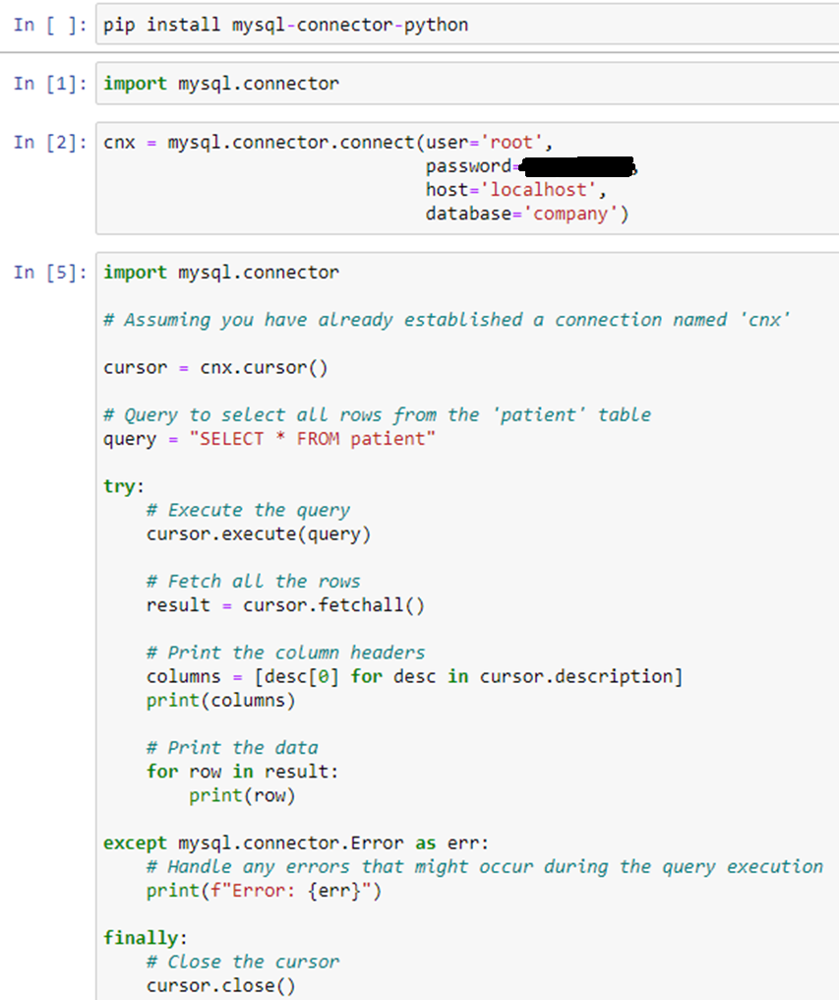 In [ ]: pip install mysql-connector-python
In [1]: import mysql.connector
In [2]: cnx = mysql.connector.connect(user='root',
password=
host='localhost',
database='company')
In [5]: import mysql.connector
# Assuming you have already established a connection named 'cnx'
cursor = cnx.cursor()
# Query to select all rows from the 'patient' table
query = "SELECT * FROM patient"
try:
# Execute the query
cursor.execute(query)
# Fetch all the rows
result = cursor.fetchall()
# Print the column headers
columns = [desc[0] for desc in cursor.description]
print(columns)
# Print the data
for row in result:
print(row)
except mysql.connector.Error as err:
# Handle any errors that might occur during the query execution
print(f"Error: {err}")
finally:
# Close the cursor
cursor.close()